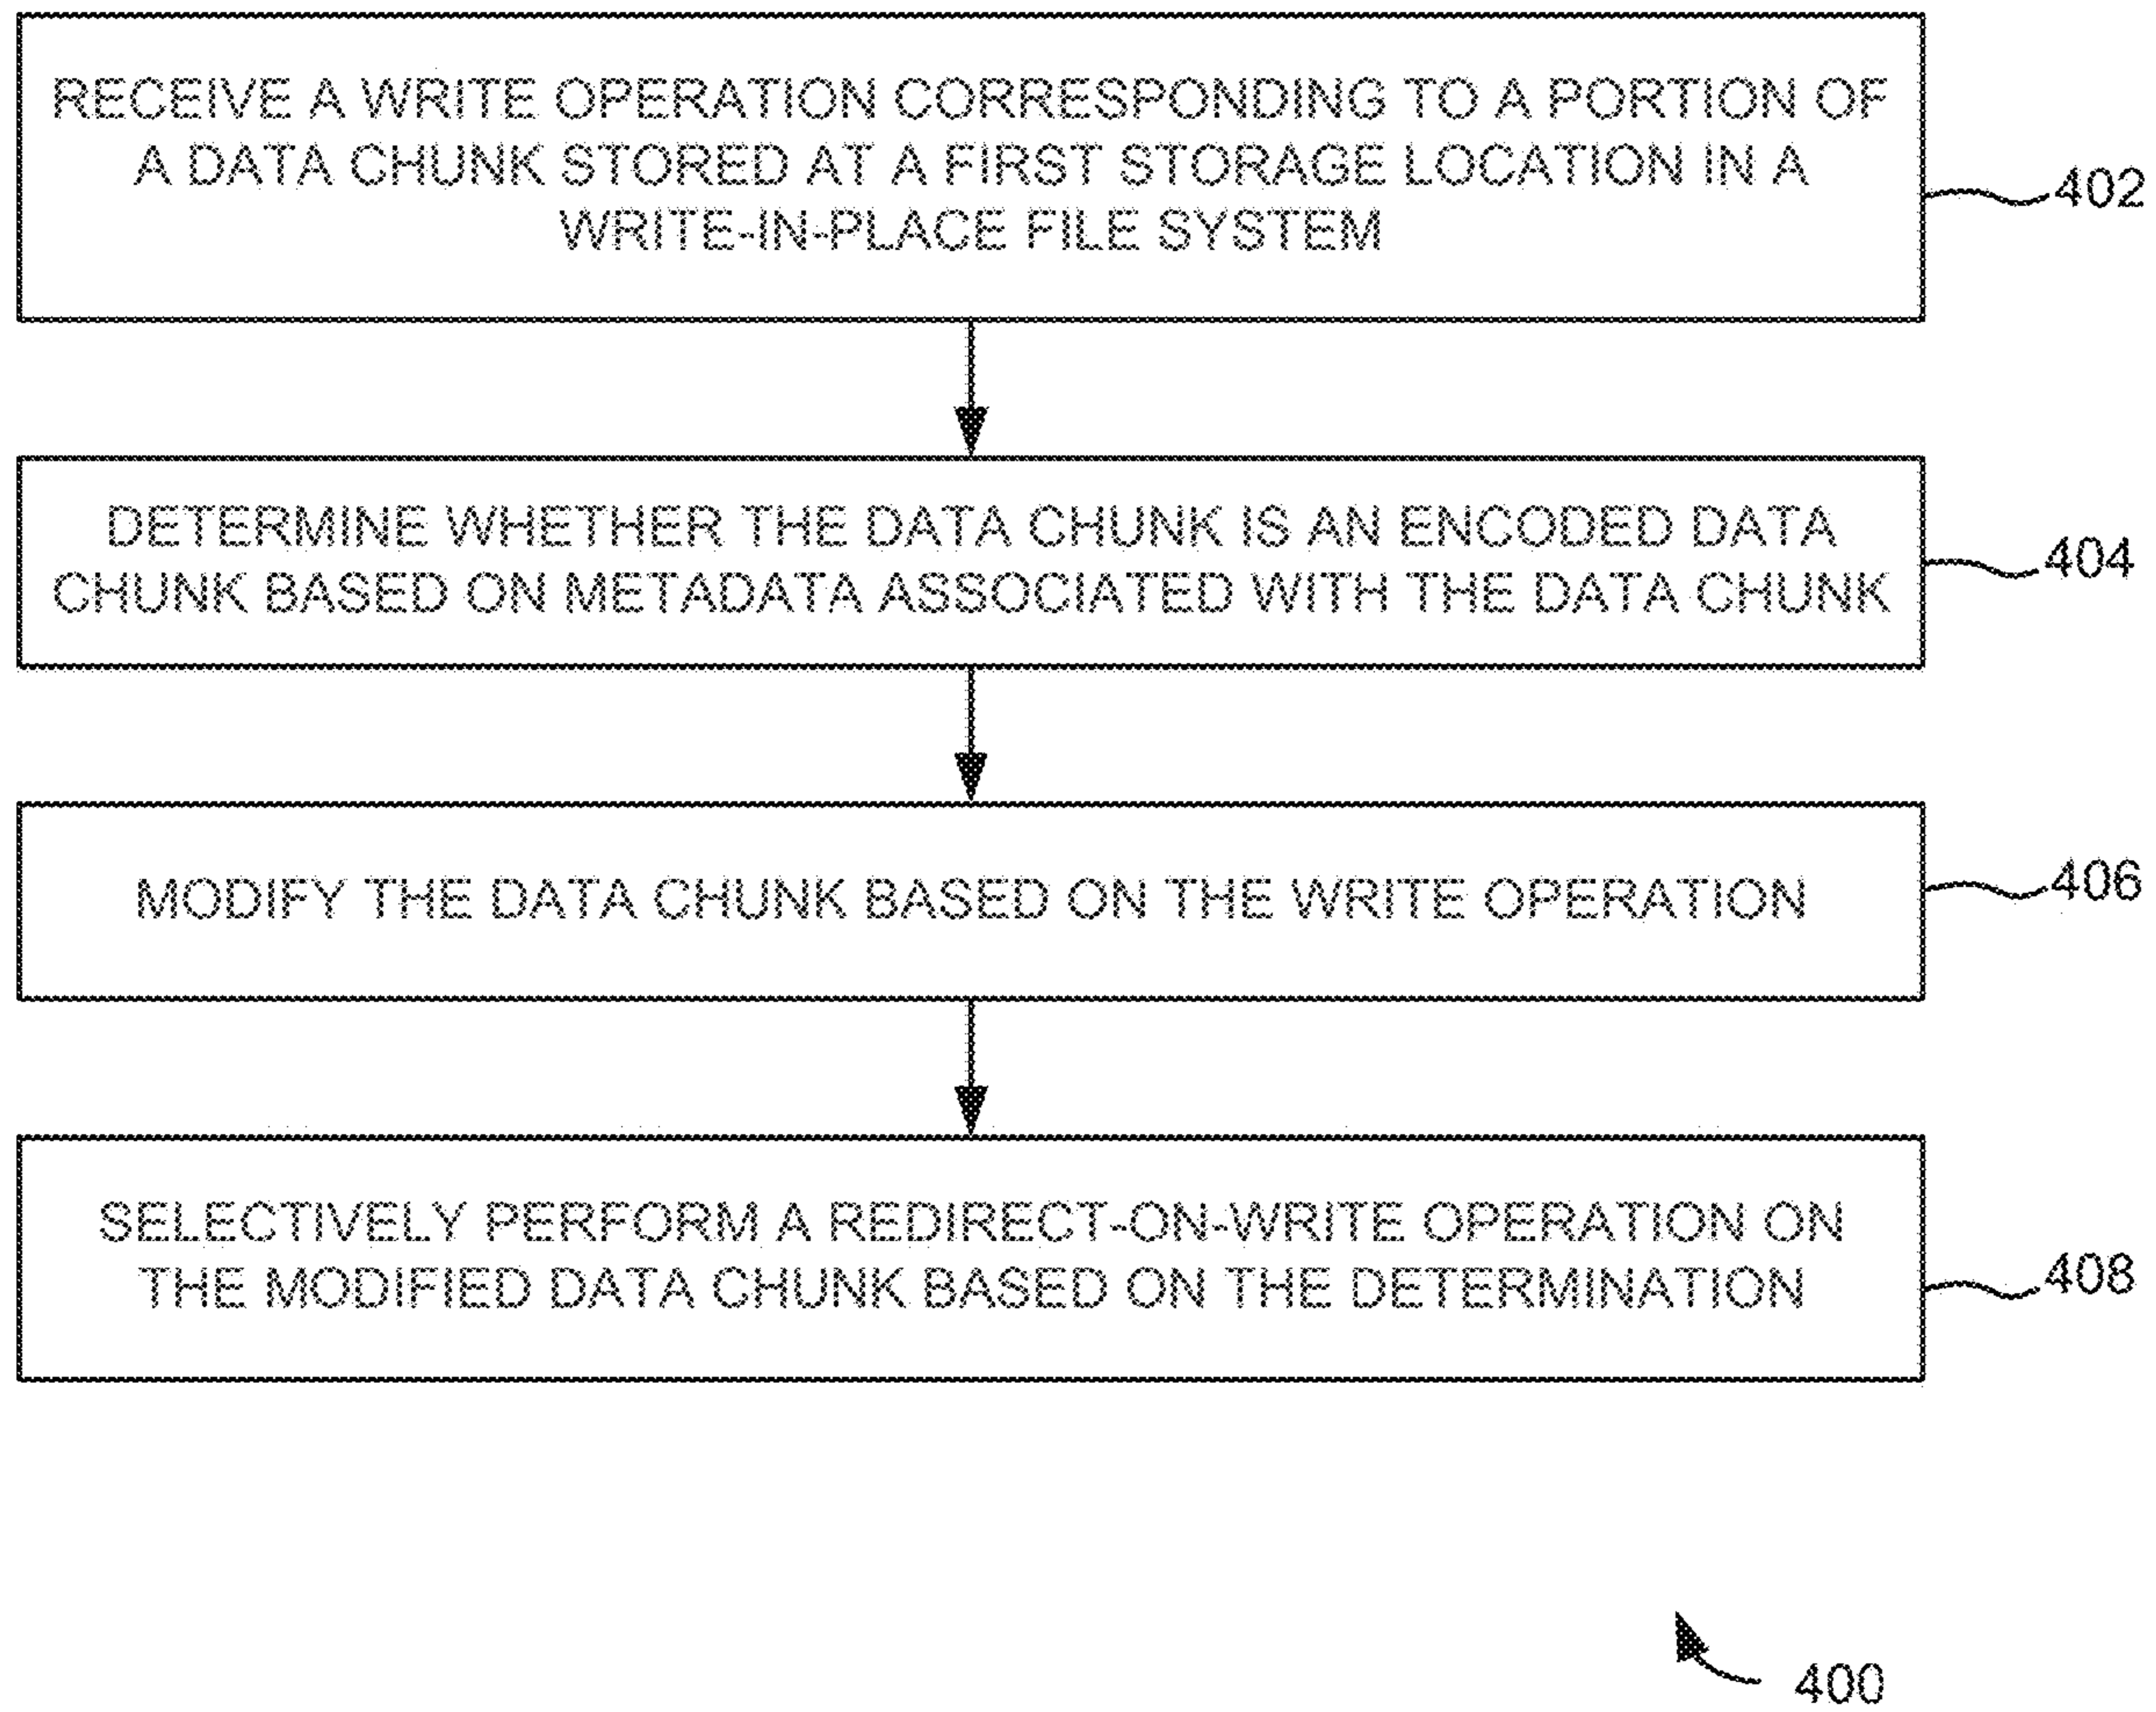 RECEIVE A WRITE OPERATION CORRESPONDING TO A PORTION OF
A DATA CHUNK STORED AT A FIRST STORAGE LOCATION IN A
WRITE-IN-PLACE FILE SYSTEM
402
DETERMINE WHETHER THE DATA CHUNK IS AN ENCODED DATA
CHUNK BASED ON METADATA ASSOCIATED WITH THE DATA CHUNK
404
MODIFY THE DATA CHUNK BASED ON THE WRITE OPERATION
406
SELECTIVELY PERFORM A REDIRECT-ON-WRITE OPERATION ON
THE MODIFIED DATA CHUNK BASED ON THE DETERMINATION
408
400